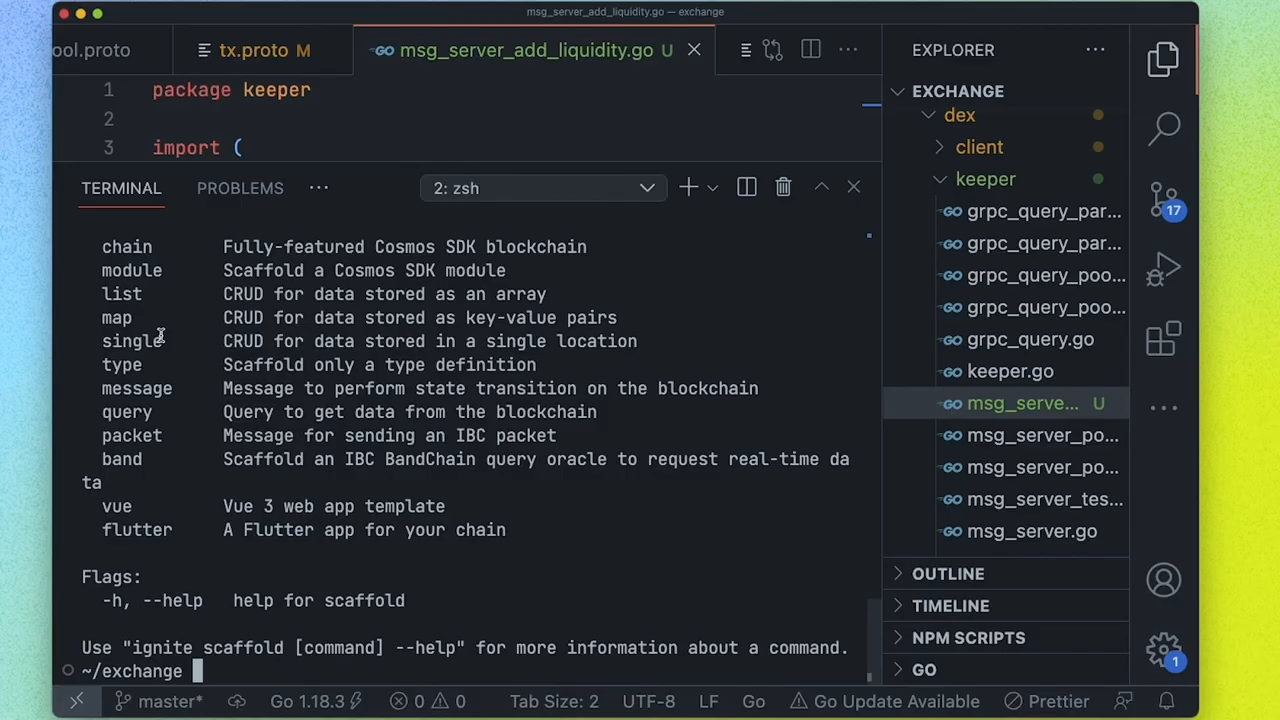 msg_server_add_liquidity.go — exchange
ool.proto
tx.proto M
msg_server_add_liquidity.go U
EXPLORER
1 package keeper
2
3 import (
EXCHANGE
dex
client
keeper
grpc_query_par...
grpc_query_par...
grpc_query_poo...
grpc_query_poo...
grpc_query.go
keeper.go
msg_serve... U
msg_server_po...
msg_server_po...
msg_server_tes...
msg_server.go
OUTLINE
TIMELINE
NPM SCRIPTS
GO
17
1
TERMINAL PROBLEMS
2: zsh
chain Fully-featured Cosmos SDK blockchain
module Scaffold a Cosmos SDK module
list CRUD for data stored as an array
map CRUD for data stored as key-value pairs
single CRUD for data stored in a single location
type Scaffold only a type definition
message Message to perform state transition on the blockchain
query Query to get data from the blockchain
packet Message for sending an IBC packet
band Scaffold an IBC BandChain query oracle to request real-time da
ta
vue Vue 3 web app template
flutter A Flutter app for your chain
Flags:
-h, --help help for scaffold
Use "ignite scaffold [command] --help" for more information about a command.
~/exchange
master* Go 1.18.3 0 0 Tab Size: 2 UTF-8 LF Go Go Update Available Prettier